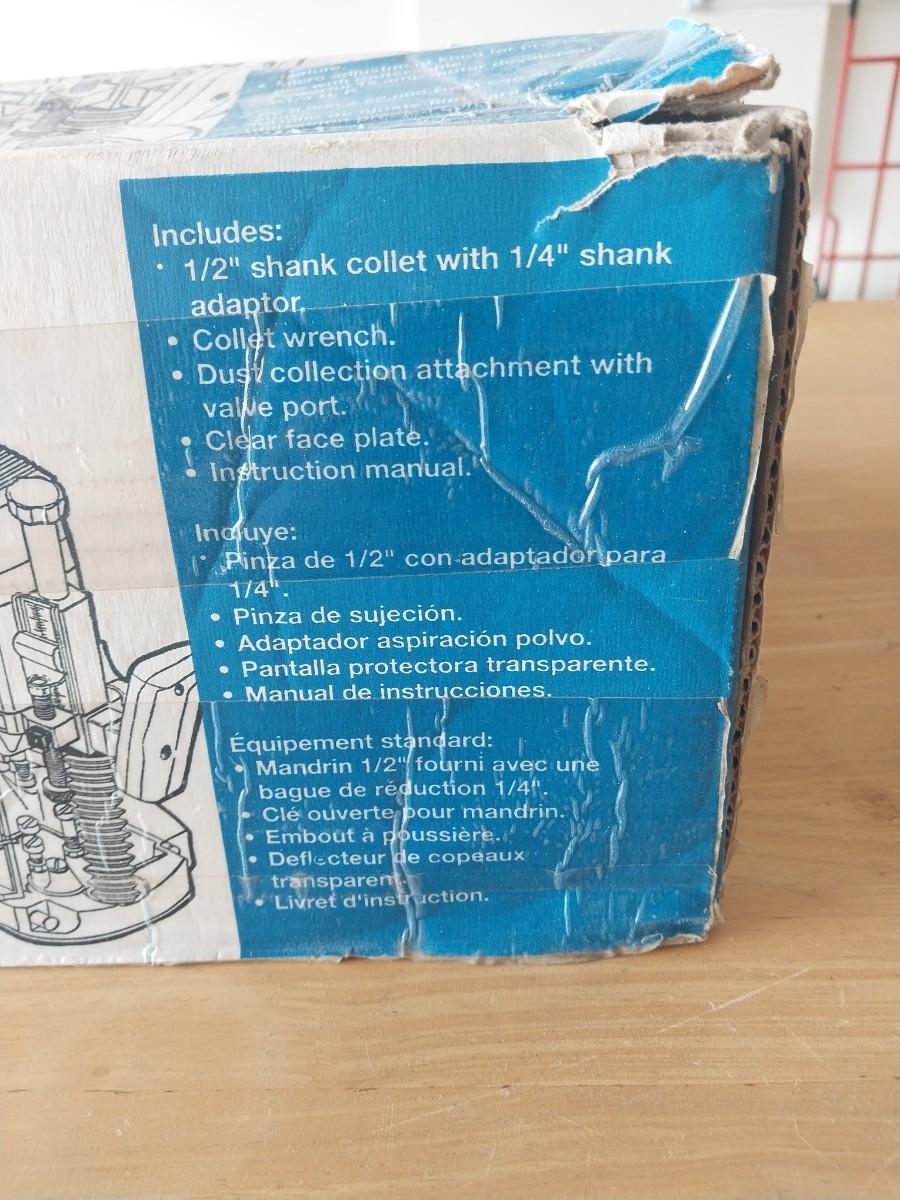 Includes:
· 1/2" shank collet with 1/4" shank
adaptor.
• Collet wrench.
• Dust collection attachment with
valve port.
• Clear face plate.
• Instruction manual.
Incluye:
· Pinza de 1/2" con adaptador para
1/4".
• Pinza de sujeción.
• Adaptador aspiración polvo.
• Pantalla protectora transparente.
• Manual de instrucciones.
Équipement standard:
• Mandrin 1/2" fourni avec une
bague de réduction 1/4".
• Clé ouverte pour mandrin.
• Embout à poussière.
• Deflecteur de copeaux
transparent.
• Livret d'instruction.